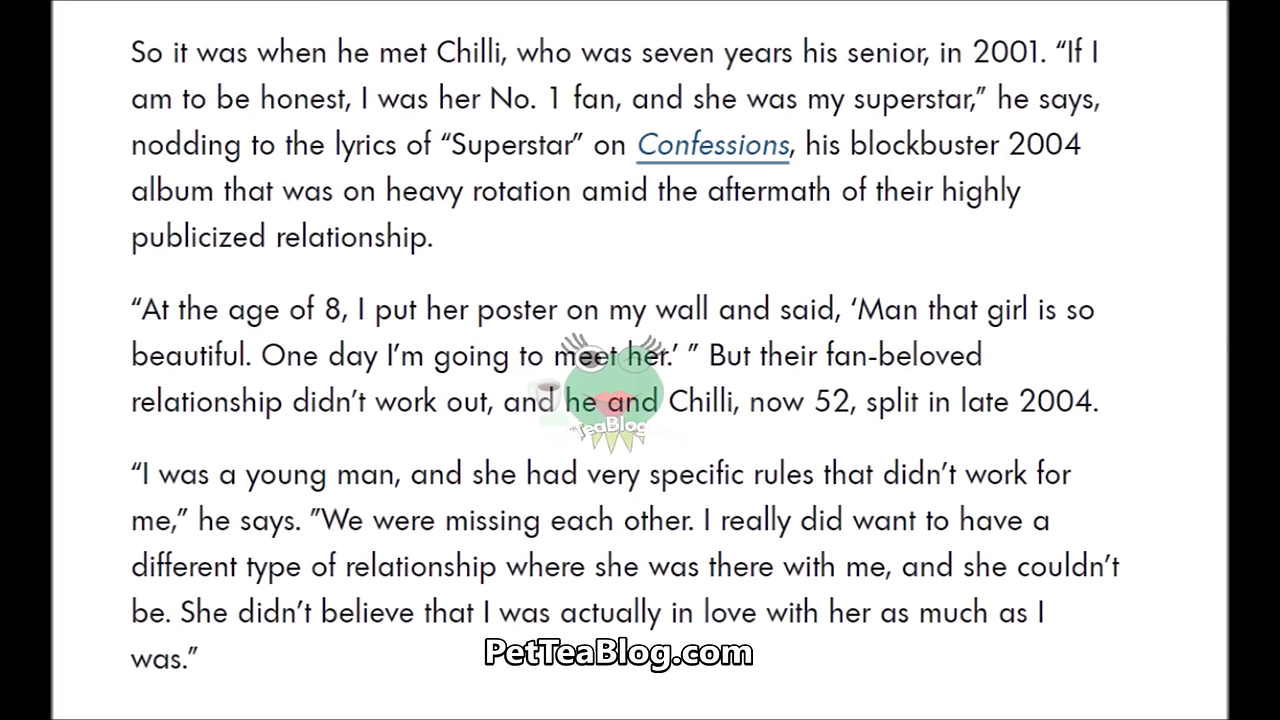 So it was when he met Chilli, who was seven years his senior, in 2001. “If I
am to be honest, I was her No. 1 fan, and she was my superstar,” he says,
nodding to the lyrics of “Superstar” on Confessions, his blockbuster 2004
album that was on heavy rotation amid the aftermath of their highly
publicized relationship.
“At the age of 8, I put her poster on my wall and said, ‘Man that girl is so
beautiful. One day I’m going to meet her.’ ” But their fan-beloved
relationship didn’t work out, and he and Chilli, now 52, split in late 2004.
TeaBlog
“I was a young man, and she had very specific rules that didn’t work for
me,” he says. ”We were missing each other. I really did want to have a
different type of relationship where she was there with me, and she couldn’t
be. She didn’t believe that I was actually in love with her as much as I
was.”
PetTeaBlog.com